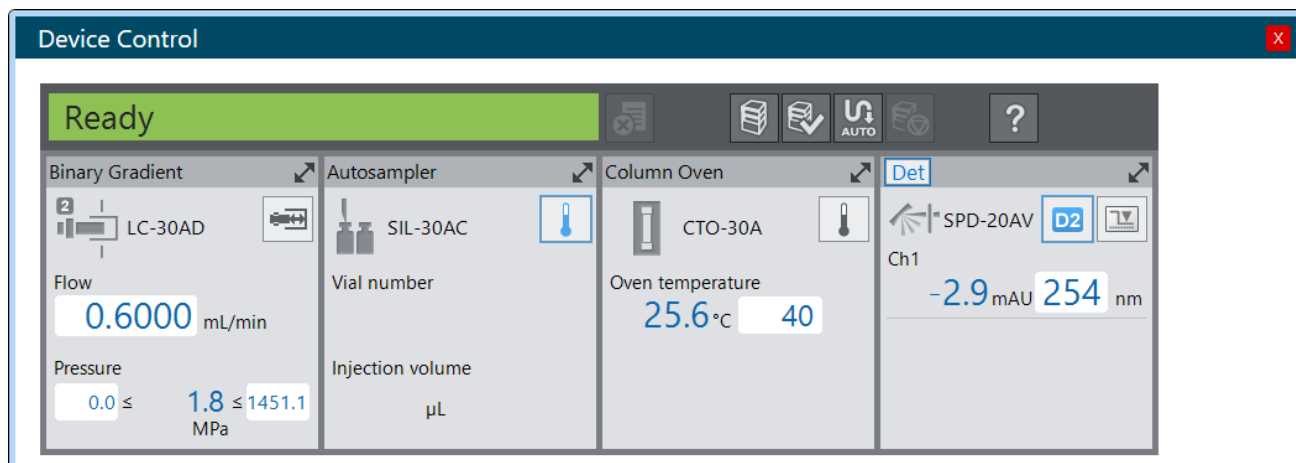 Device Control
X
Ready
AUTO
?
Binary Gradient
Autosampler
Column Oven
Det
2
LC-30AD
SIL-30AC
CTO-30A
SPD-20AV
D2
Flow
0.6000 mL/min
Vial number
Oven temperature
25.6 °C 40
Ch1
-2.9 mAU 254 nm
Pressure
0.0 ≤ 1.8 ≤ 1451.1
MPa
Injection volume
µL